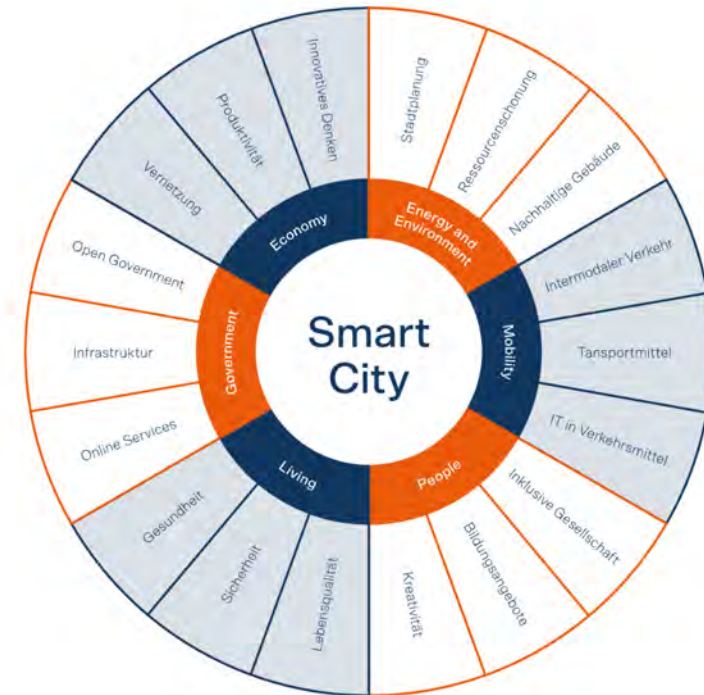 Smart
City
Energy and
Environment
Stadtplanung
Ressourcenschonung
Nachhaltige Gebäude
Mobility
Intermodaler Verkehr
Tansportmittel
IT in Verkehrsmittel
People
Inklusive Gesellschaft
Bildungsangebote
Kreativität
Living
Lebensqualität
Sicherheit
Gesundheit
Government
Online Services
Infrastruktur
Open Government
Economy
Vernetzung
Produktivität
Innovatives Denken